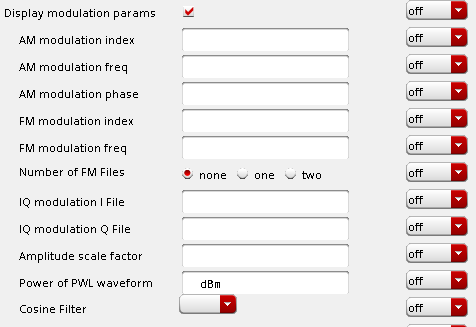 Display modulation params off
AM modulation index off
AM modulation freq off
AM modulation phase off
FM modulation index off
FM modulation freq off
Number of FM Files none one two off
IQ modulation I File off
IQ modulation Q File off
Amplitude scale factor off
Power of PWL waveform dBm off
Cosine Filter off